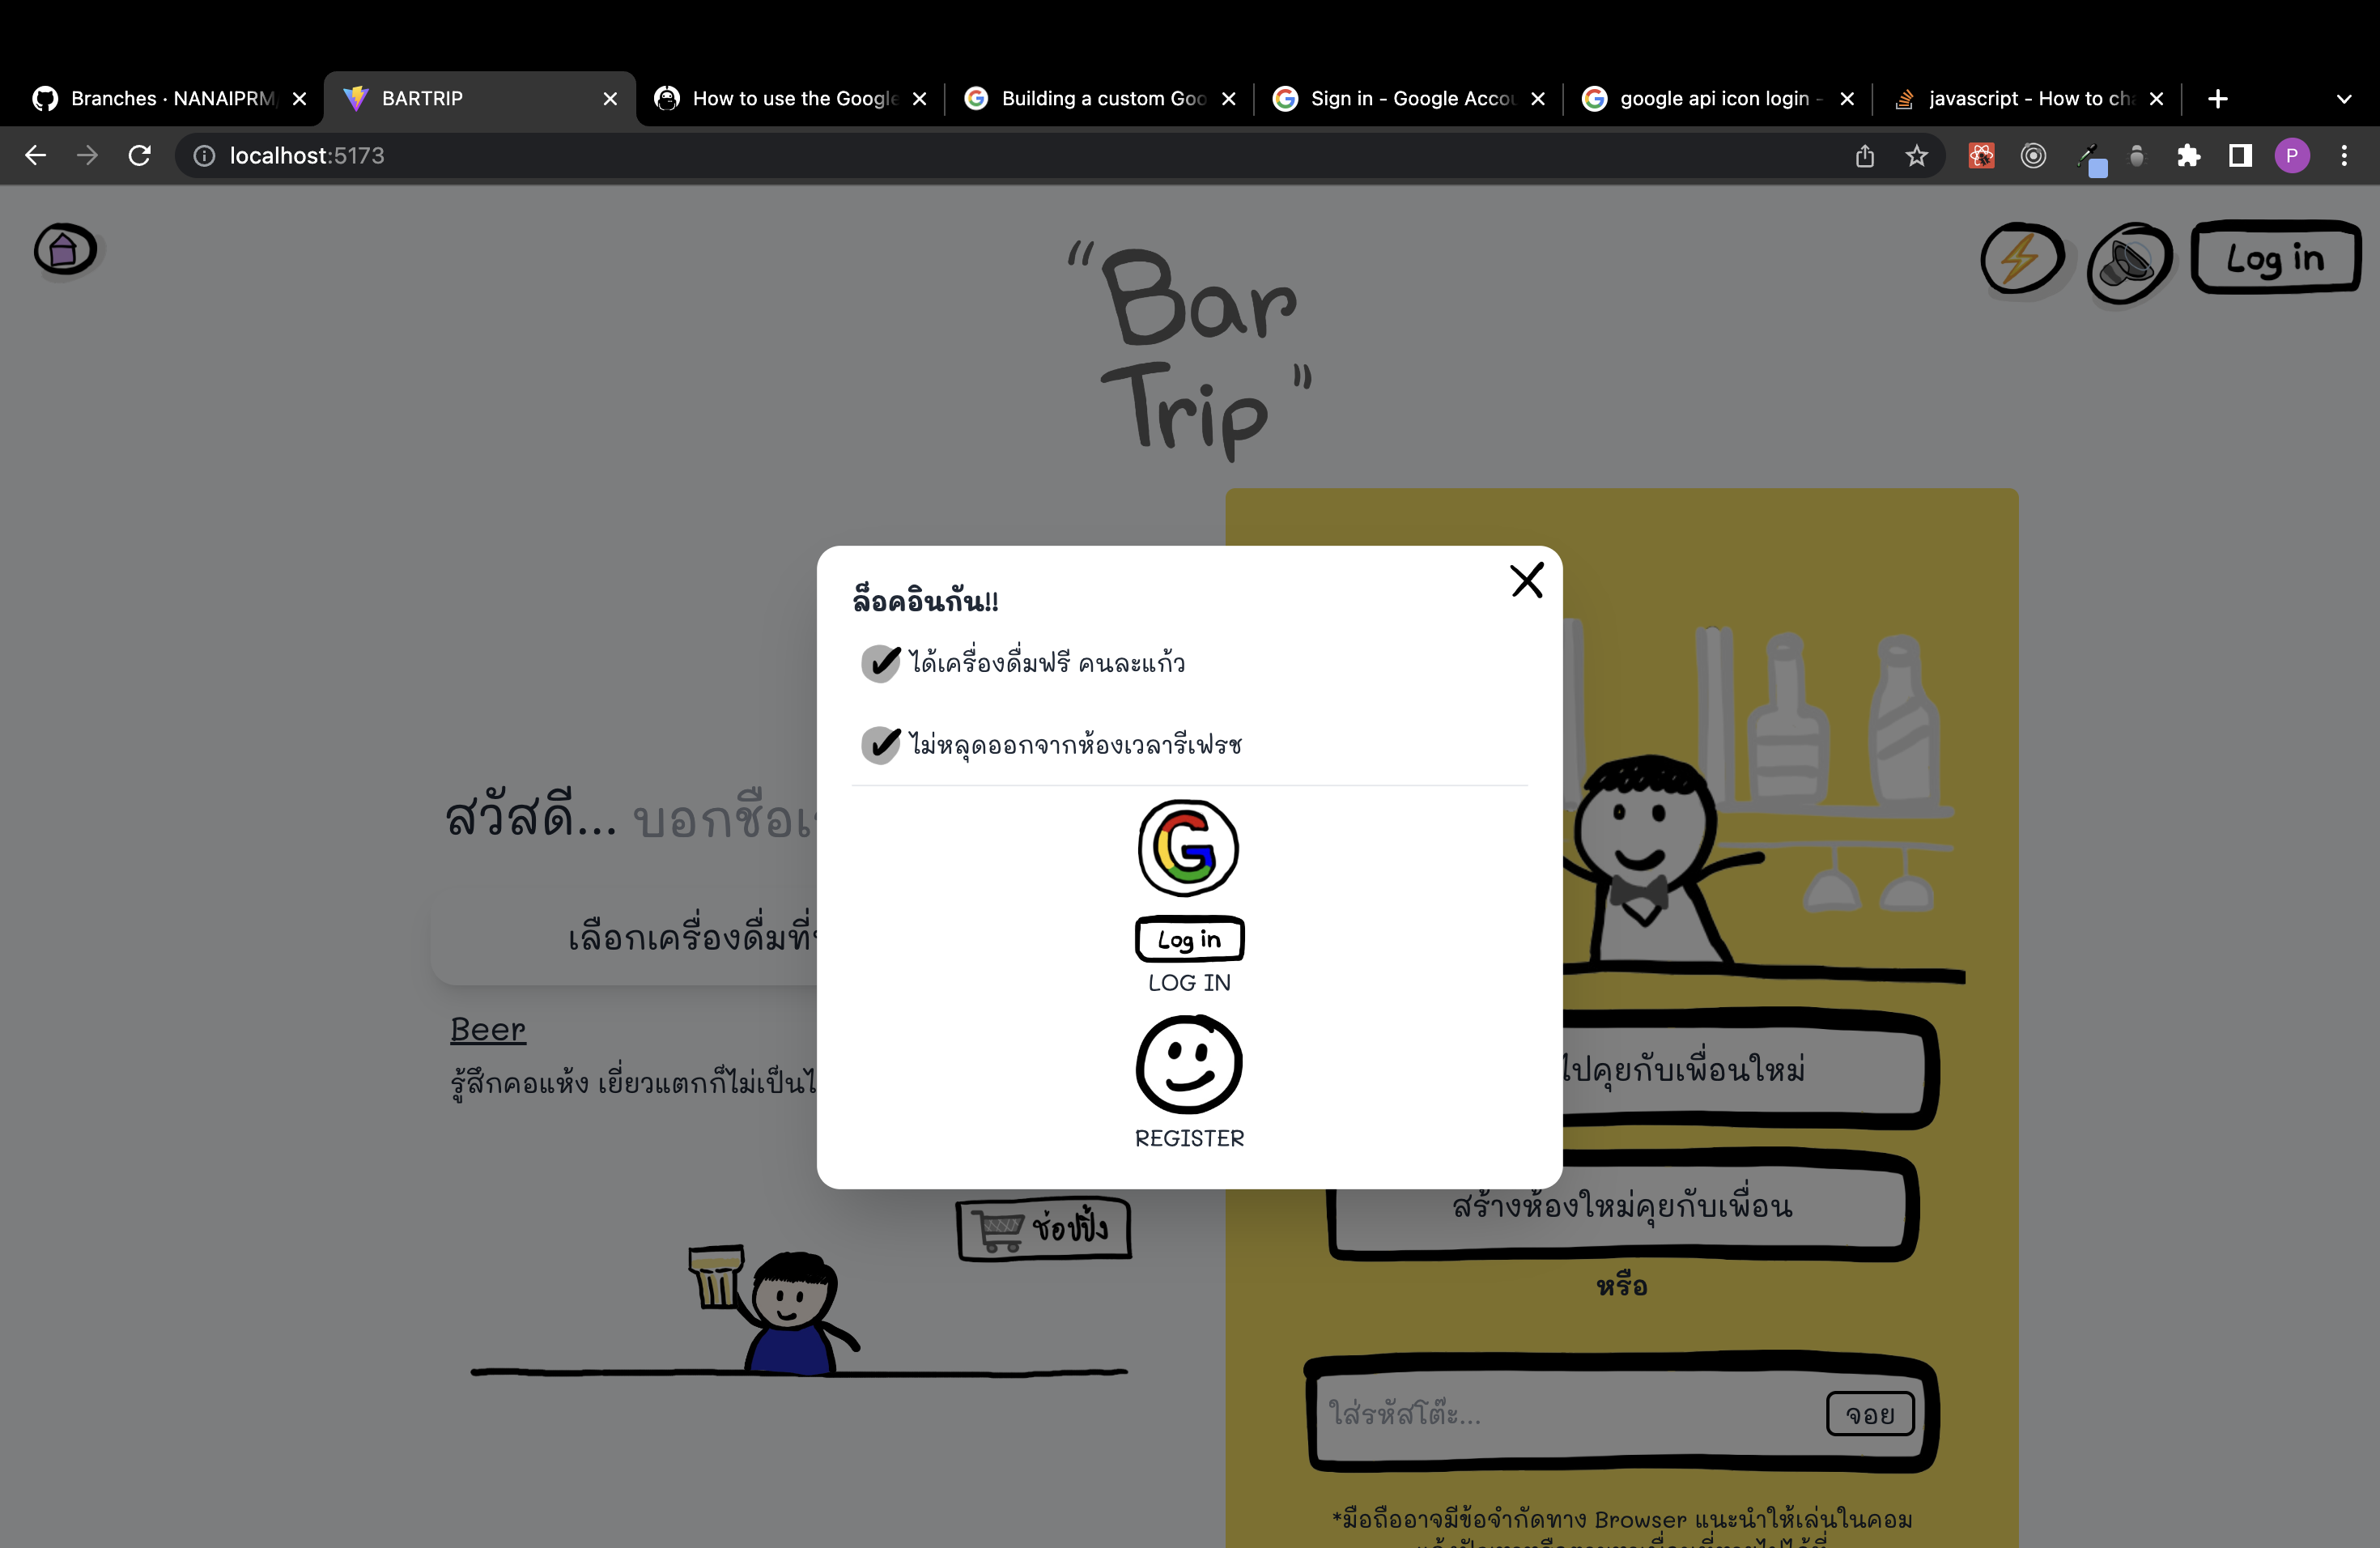 Branches · NANAIPRM
BARTRIP
How to use the Google
Building a custom Goo
Sign in - Google Accou
google api icon login -
javascript - How to cha
localhost:5173
P
"Bar
Trip"
Log in
ล็อคอินกัน!!
ได้เครื่องดื่มฟรี คนละแก้ว
ไม่หลุดออกจากห้องเวลารีเฟรช
G
Log in
LOG IN
REGISTER
สวัสดี... บอกชื่อเ
เลือกเครื่องดื่มที่
Beer
รู้สึกคอแห้ง เยี่ยวแตกก็ไม่เป็นไ
ช้อปปิ้ง
ไปคุยกับเพื่อนใหม่
สร้างห้องใหม่คุยกับเพื่อน
หรือ
ใส่รหัสโต๊ะ...
จอย
*มือถืออาจมีข้อจำกัดทาง Browser แนะนำให้เล่นในคอม